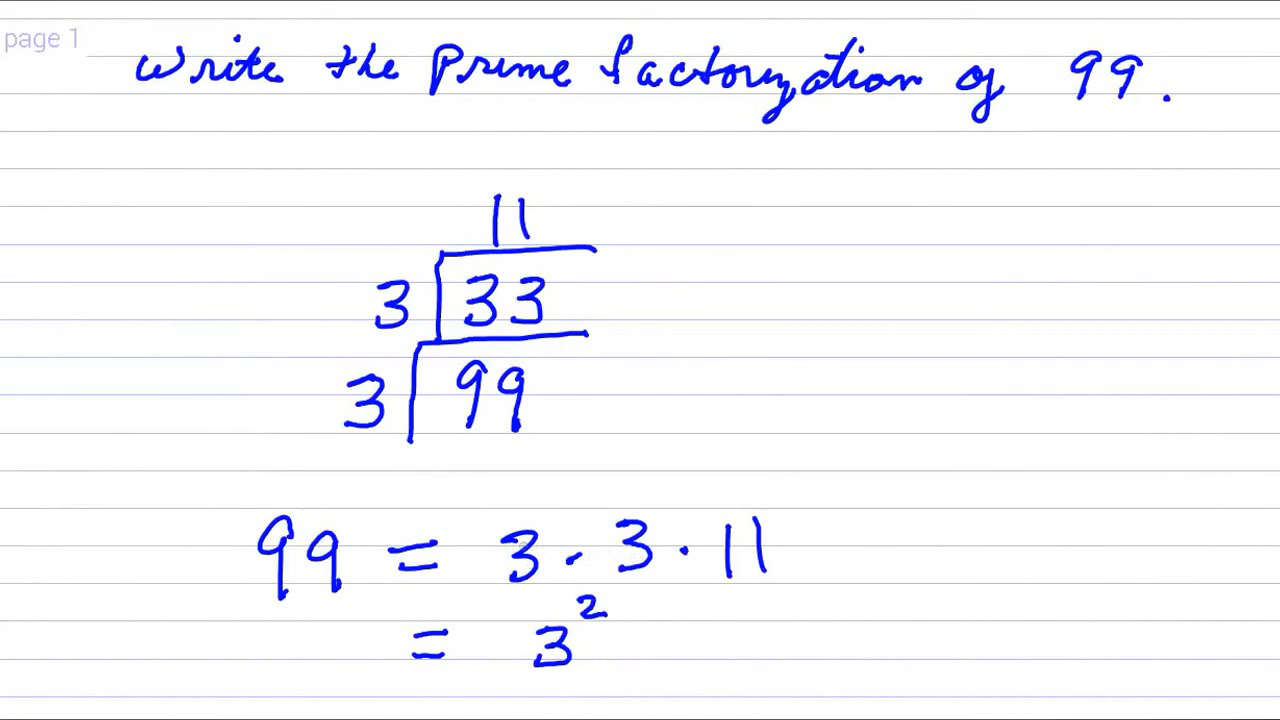 page 1
Write the prime factorization of 99.
11
3 33
3 99
99 = 3 · 3 · 11
= 3²